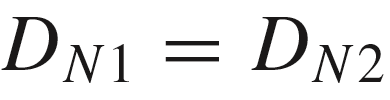 D_{N1} = D_{N2}